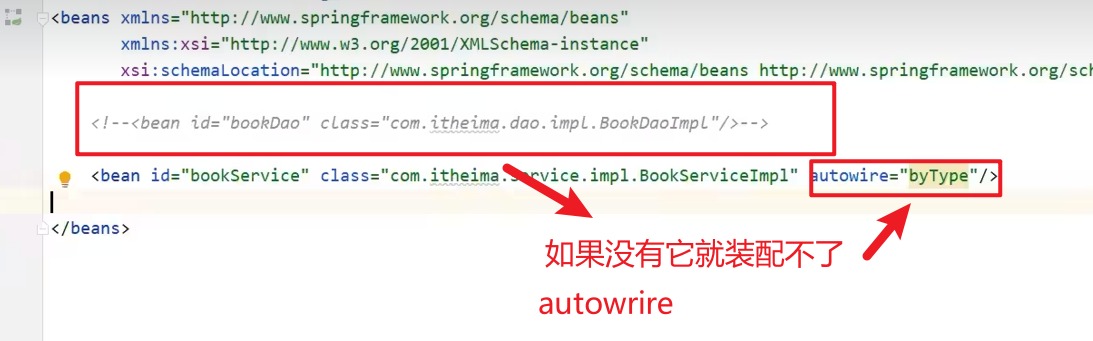 <beans xmlns="http://www.springframework.org/schema/beans"
xmlns:xsi="http://www.w3.org/2001/XMLSchema-instance"
xsi:schemaLocation="http://www.springframework.org/schema/beans http://www.springframework.org/sch
<!--<bean id="bookDao" class="com.itheima.dao.impl.BookDaoImpl"/>-->
<bean id="bookService" class="com.itheima.service.impl.BookServiceImpl" autowire="byType"/>
</beans>
如果没有它就装配不了
autowrire